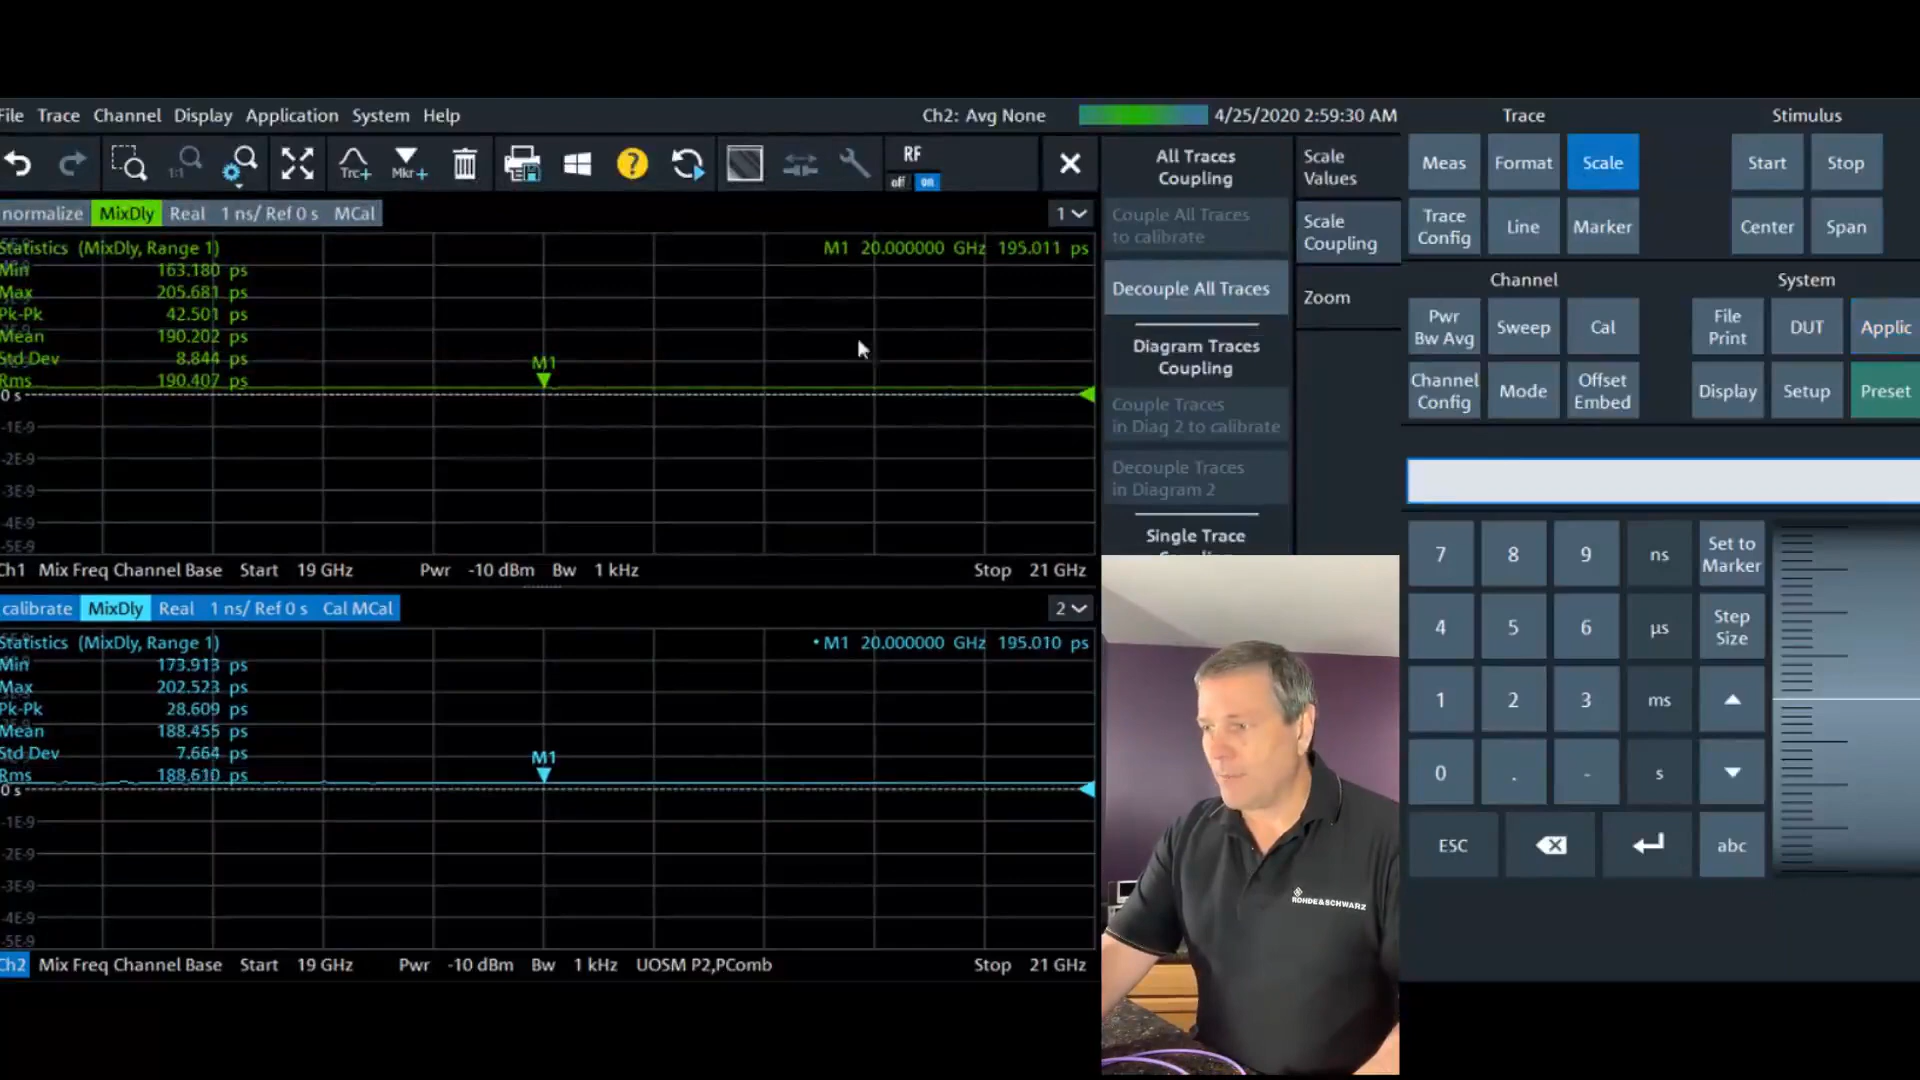 File Trace Channel Display Application System Help
Ch2: Avg None
4/25/2020 2:59:30 AM
1:1
Trc+
Mkr+
RF
off on
normalize MixDly Real 1 ns/ Ref 0 s MCal
1
Statistics (MixDly, Range 1)
M1 20.000000 GHz 195.011 ps
Min 163.180 ps
Max 205.681 ps
Pk-Pk 42.501 ps
Mean 190.202 ps
Std Dev 8.844 ps
Rms 190.407 ps
M1
0 s
-1E-9
-2E-9
-3E-9
-4E-9
-5E-9
Ch1 Mix Freq Channel Base Start 19 GHz Pwr -10 dBm Bw 1 kHz Stop 21 GHz
calibrate MixDly Real 1 ns/ Ref 0 s Cal MCal
2
Statistics (MixDly, Range 1)
•M1 20.000000 GHz 195.010 ps
Min 173.913 ps
Max 202.523 ps
Pk-Pk 28.609 ps
Mean 188.455 ps
Std Dev 7.664 ps
Rms 188.610 ps
M1
0 s
-1E-9
-2E-9
-3E-9
-4E-9
-5E-9
Ch2 Mix Freq Channel Base Start 19 GHz Pwr -10 dBm Bw 1 kHz UOSM P2,PComb Stop 21 GHz
All Traces
Coupling
Couple All Traces
to calibrate
Decouple All Traces
Diagram Traces
Coupling
Couple Traces
in Diag 2 to calibrate
Decouple Traces
in Diagram 2
Single Trace
Scale
Values
Scale
Coupling
Zoom
ROHDE&SCHWARZ
Trace
Meas Format Scale
Trace
Config
Line Marker
Stimulus
Start Stop
Center Span
Channel
Pwr
Bw Avg
Sweep Cal
Channel
Config
Mode
Offset
Embed
System
File
Print
DUT Applic
Display Setup Preset
7 8 9 ns
Set to
Marker
4 5 6 µs
Step
Size
1 2 3 ms
0 . - s
ESC
abc